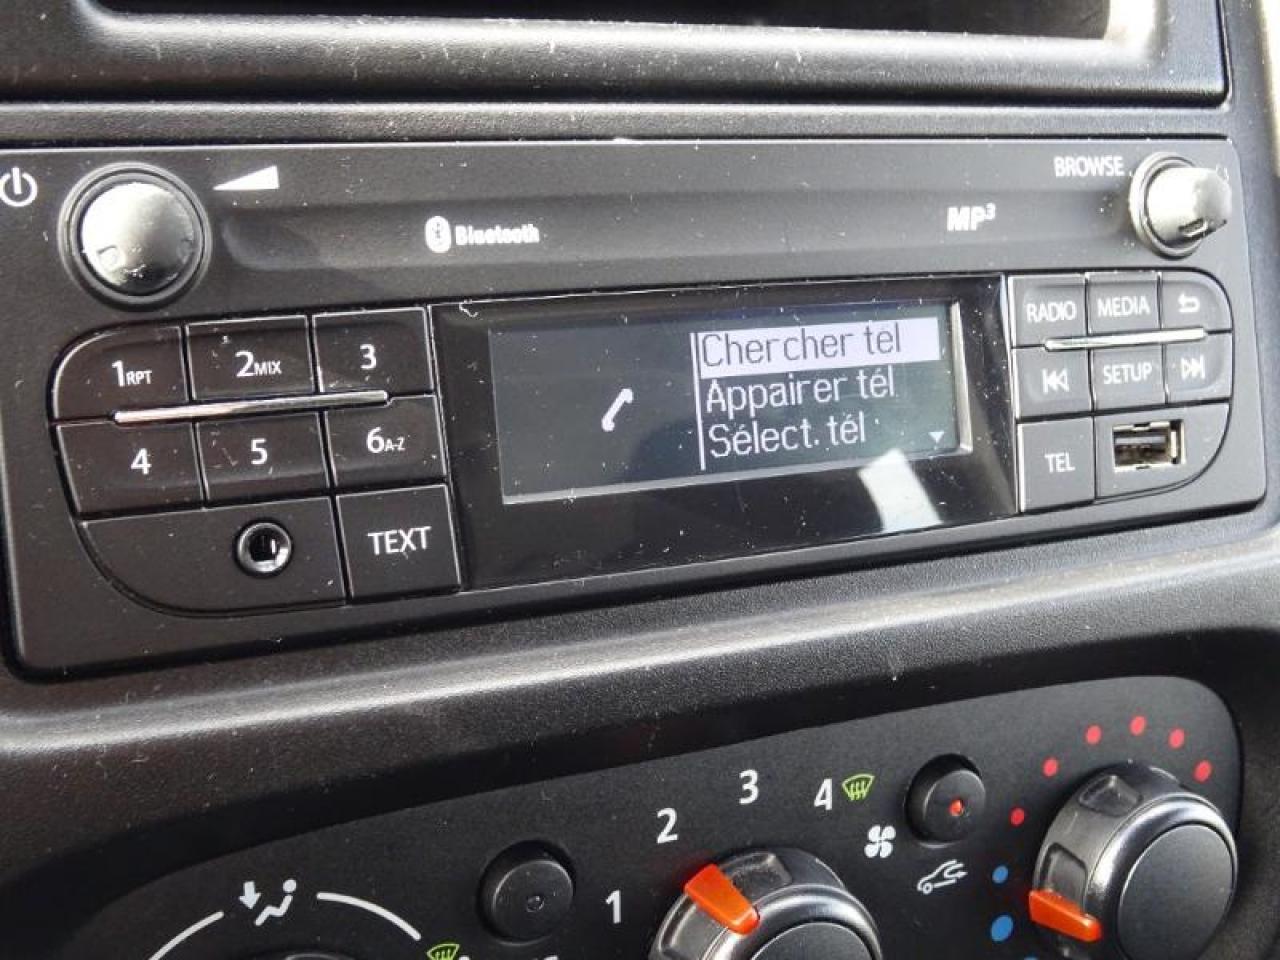 BROWSE
Bluetooth
MP3
1RPT
2MIX
3
4
5
6A-Z
TEXT
Chercher tél
Appairer tél
Sélect. tél
RADIO
MEDIA
SETUP
TEL
1
2
3
4